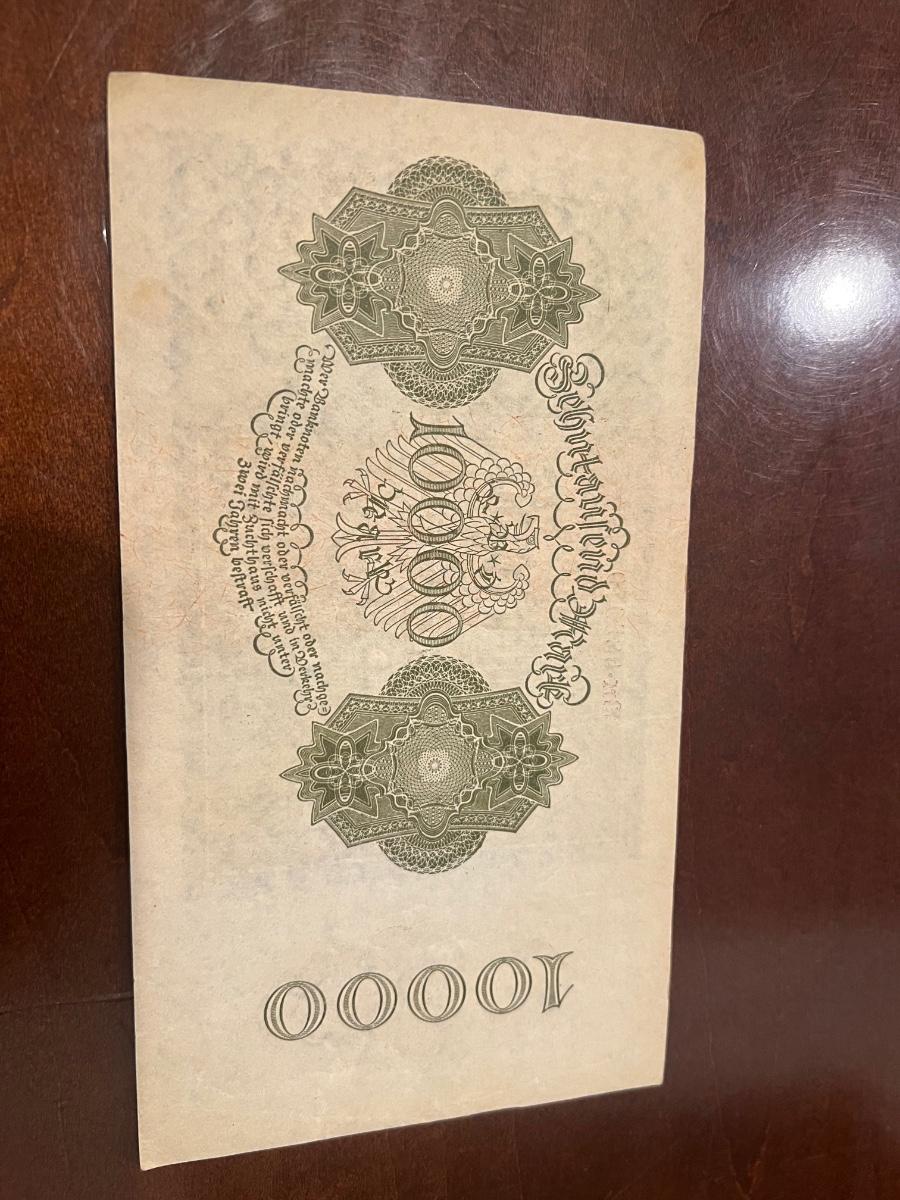 Zehntausend Mark
10000
Mark
Wer Banknoten nachmacht oder verfälscht oder nachge=
machte oder verfälschte sich verschafft und in Verkehr
bringt, wird mit Zuchthaus nicht unter
zwei Jahren bestraft
10000